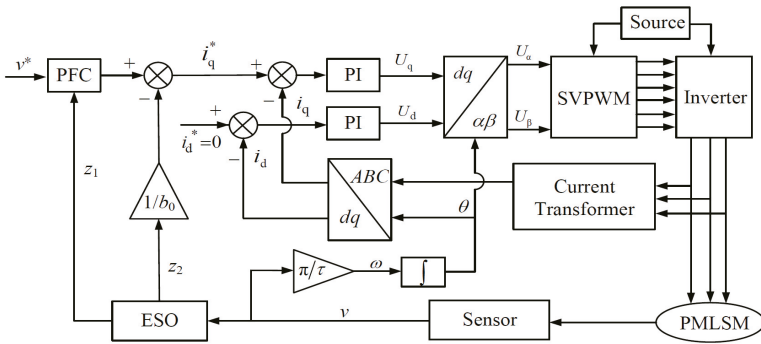 Source
v*
PFC
+
−
i_q^*
+
−
i_q
PI
U_q
dq
αβ
U_α
U_β
SVPWM
Inverter
i_d^*=0
+
−
i_d
PI
U_d
z_1
1/b_0
ABC
dq
θ
Current
Transformer
z_2
π/τ
ω
∫
ESO
v
Sensor
PMLSM